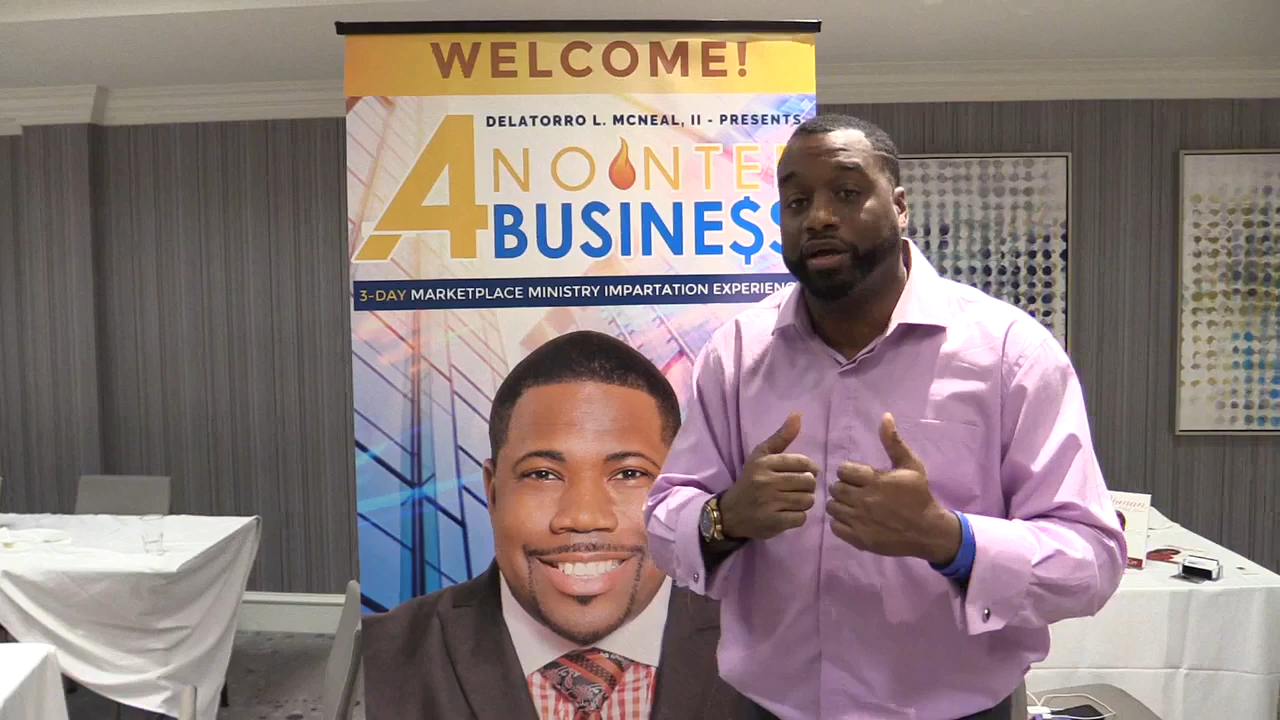 WELCOME!
DELATORRO L. MCNEAL, II - PRESENTS
ANOINTE
BUSINE$
3-DAY MARKETPLACE MINISTRY IMPARTATION EXPERIENC